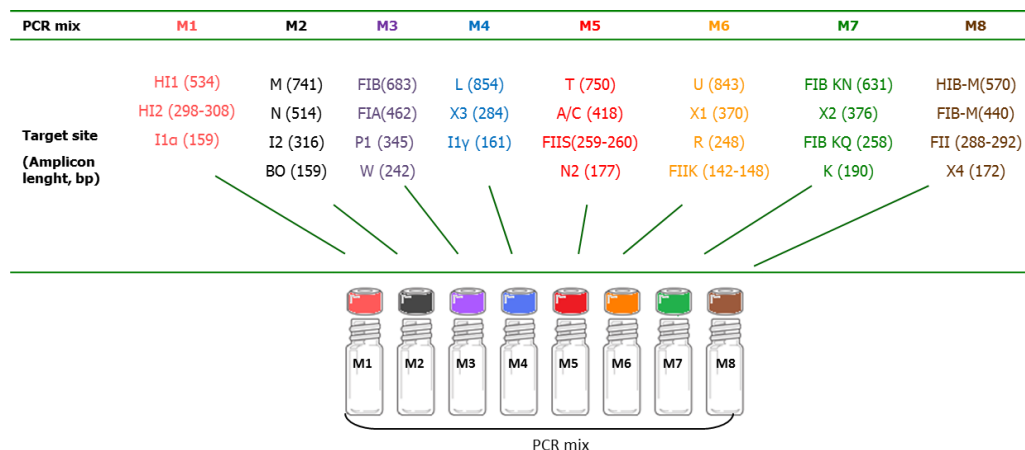 PCR mix M1 M2 M3 M4 M5 M6 M7 M8
HI1 (534) M (741) FIB(683) L (854) T (750) U (843) FIB KN (631) HIB-M(570)
HI2 (298-308) N (514) FIA(462) X3 (284) A/C (418) X1 (370) X2 (376) FIB-M(440)
Target site I1α (159) I2 (316) P1 (345) I1γ (161) FIIS(259-260) R (248) FIB KQ (258) FII (288-292)
(Amplicon BO (159) W (242) N2 (177) FIIK (142-148) K (190) X4 (172)
lenght, bp)
M1 M2 M3 M4 M5 M6 M7 M8
PCR mix